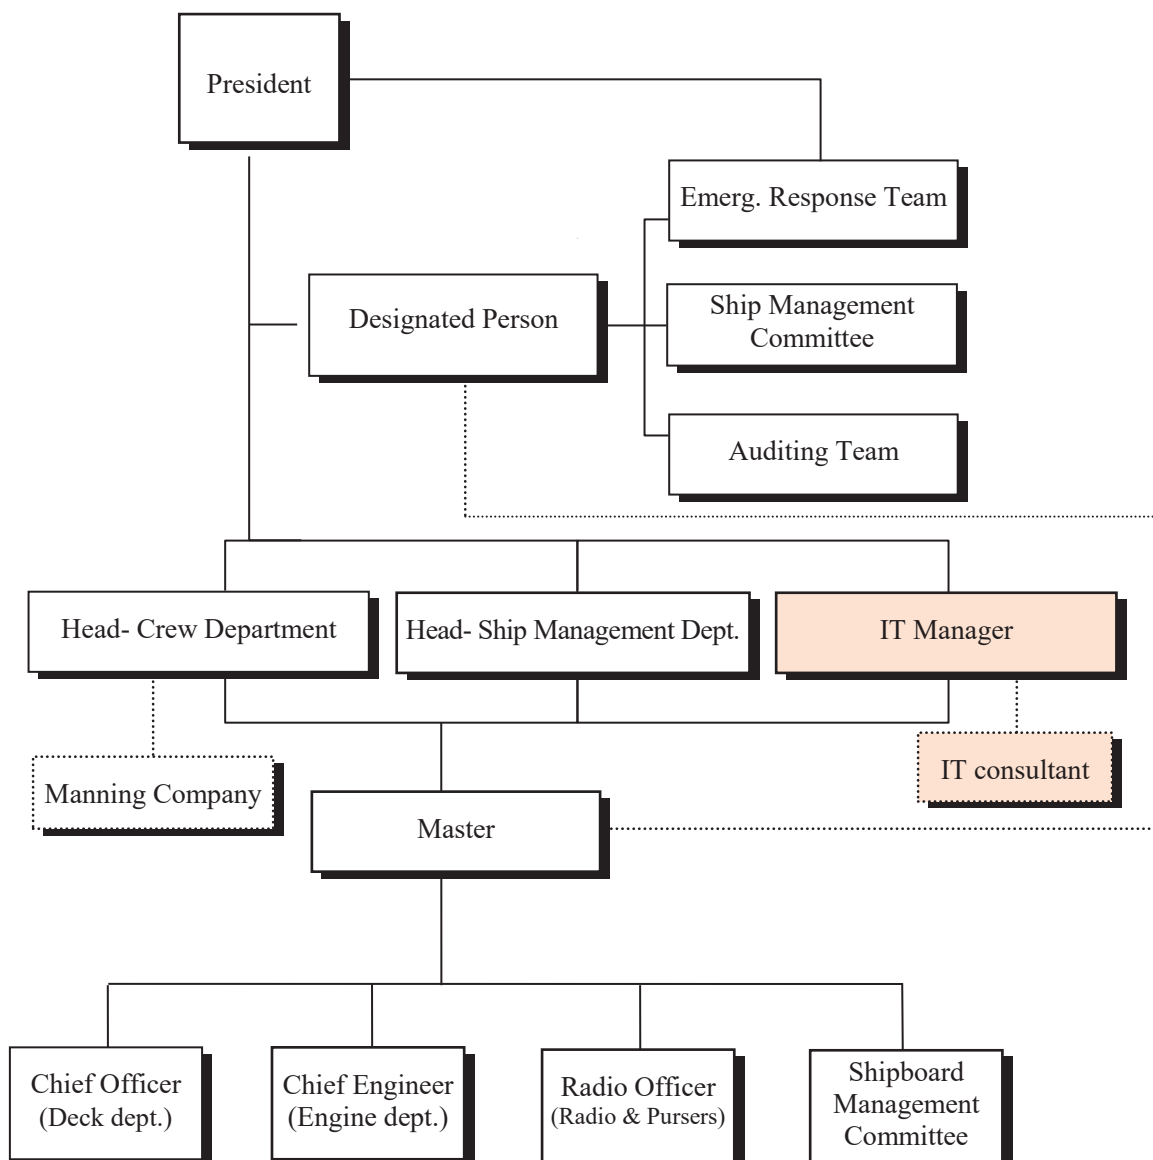 President
Emerg. Response Team
Designated Person
Ship Management
Committee
Auditing Team
Head- Crew Department
Head- Ship Management Dept.
IT Manager
Manning Company
IT consultant
Master
Chief Officer
(Deck dept.)
Chief Engineer
(Engine dept.)
Radio Officer
(Radio & Pursers)
Shipboard
Management
Committee